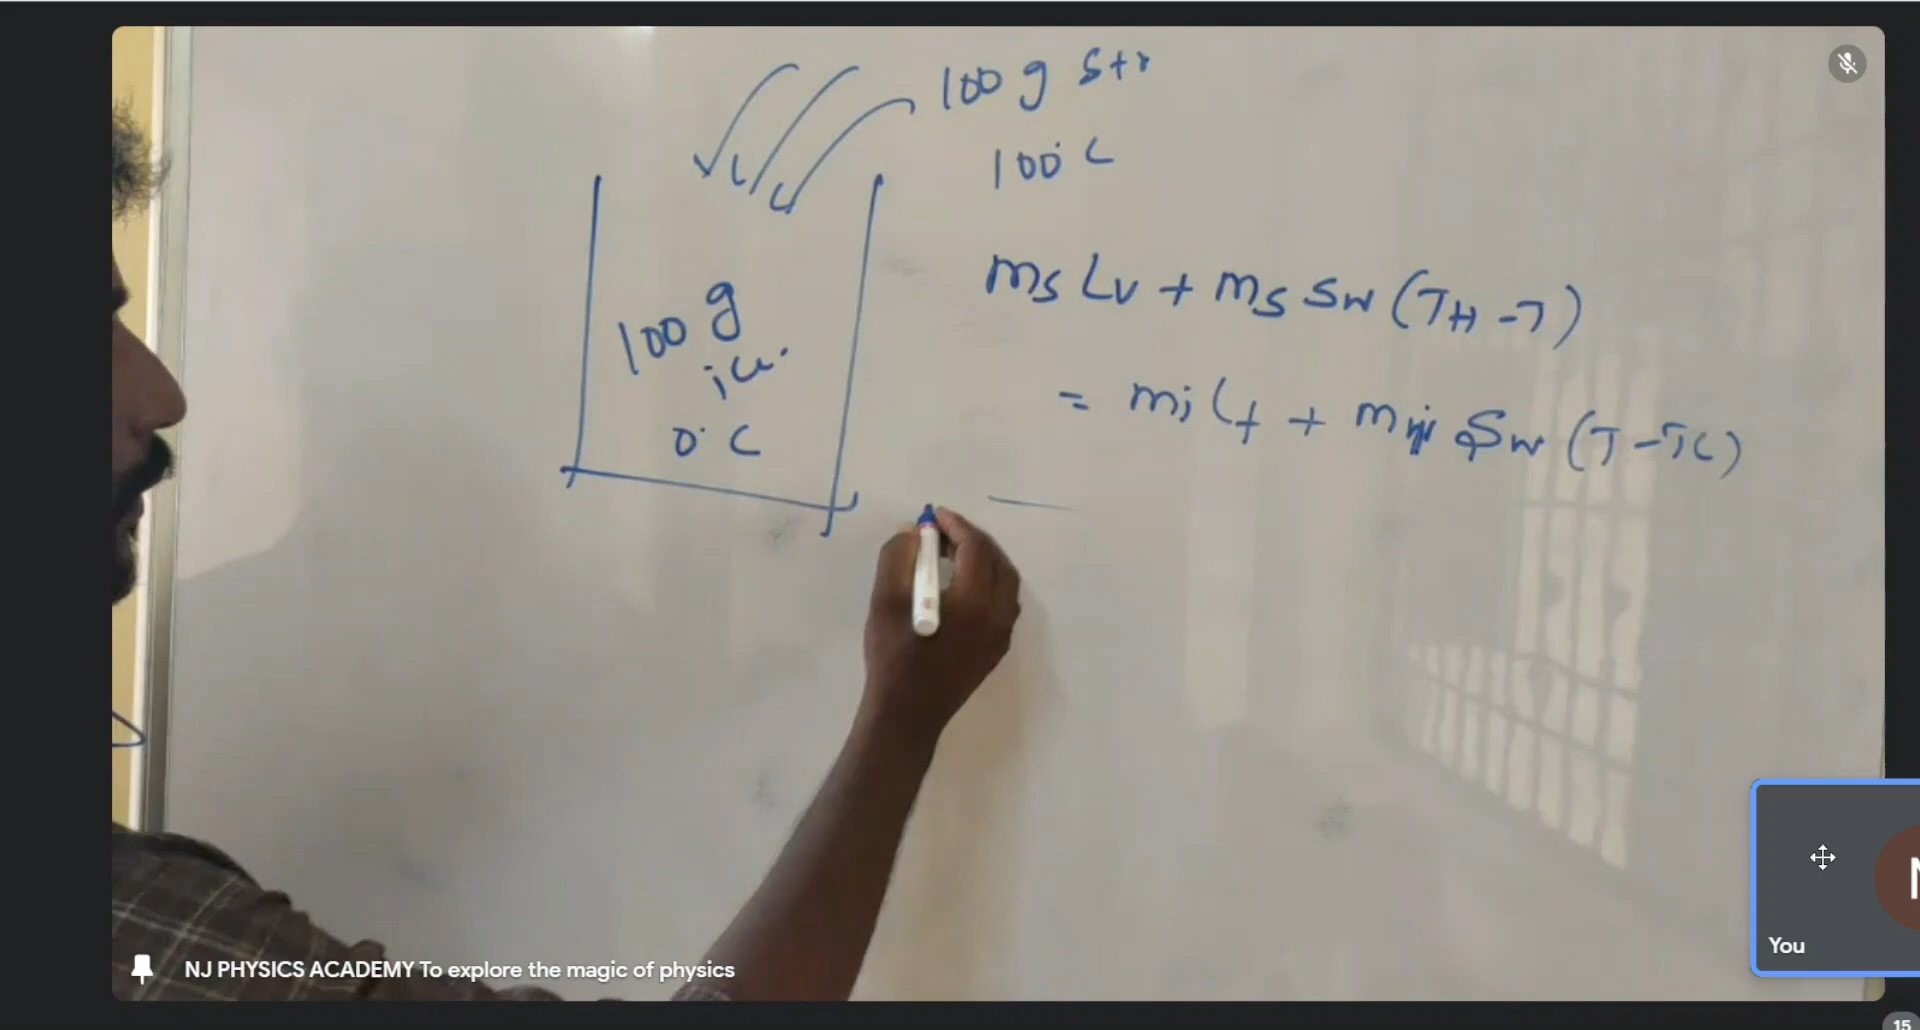 100 g str
100° C
100 g
ice
0° C
ms Lv + ms Sw (TH - T)
= mi Lf + mi Sw (T - TC)
NJ PHYSICS ACADEMY To explore the magic of physics
You
15